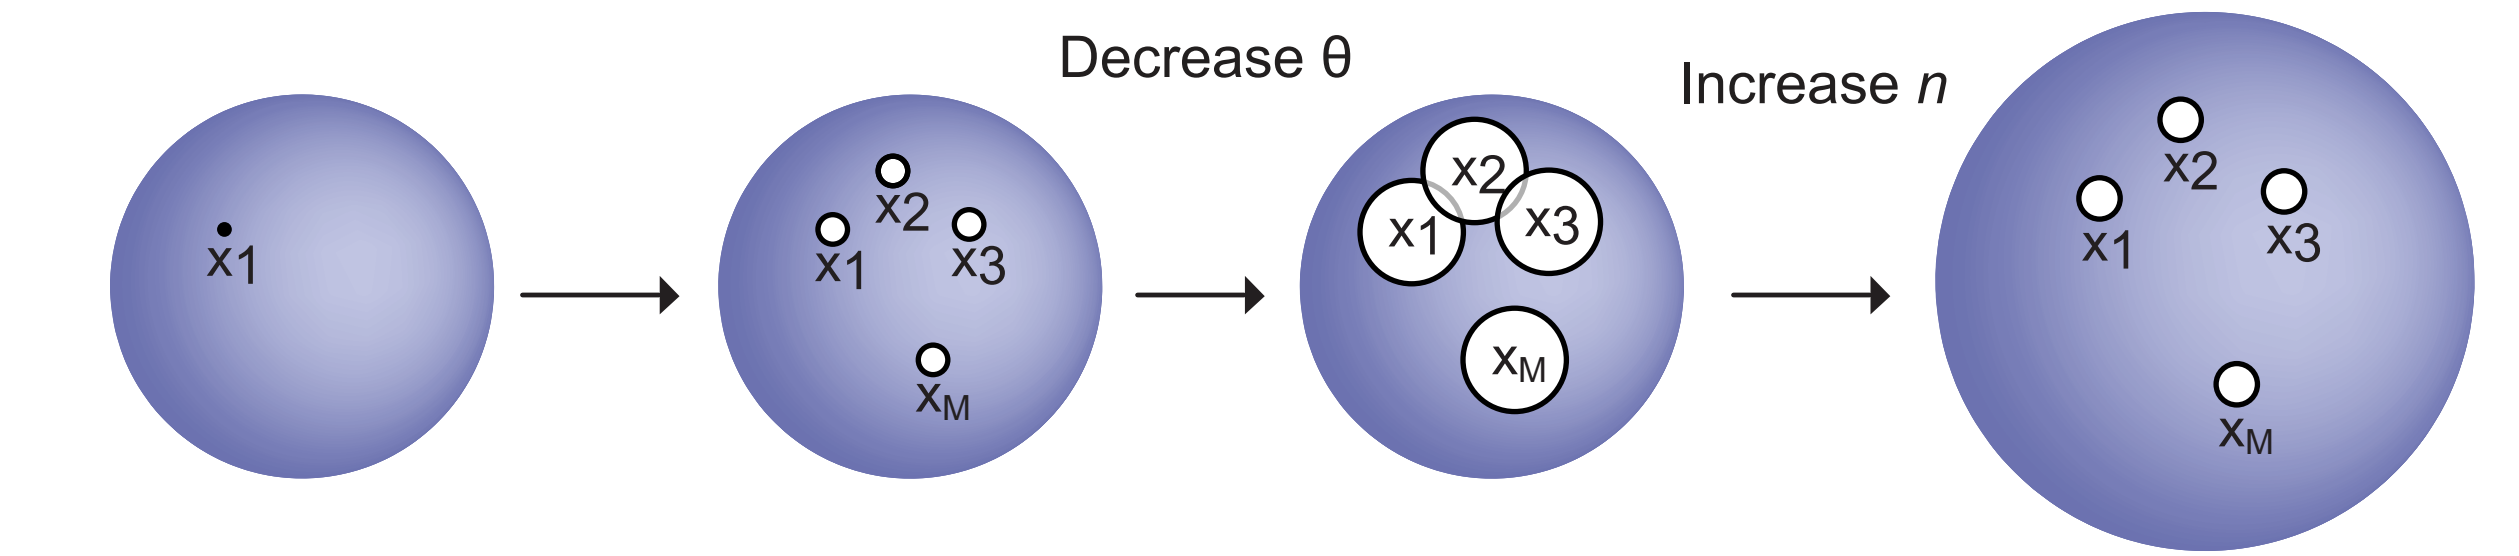 Decrease θ
Increase n
x1
x1
x2
x3
xM
x1
x2
x3
xM
x1
x2
x3
xM